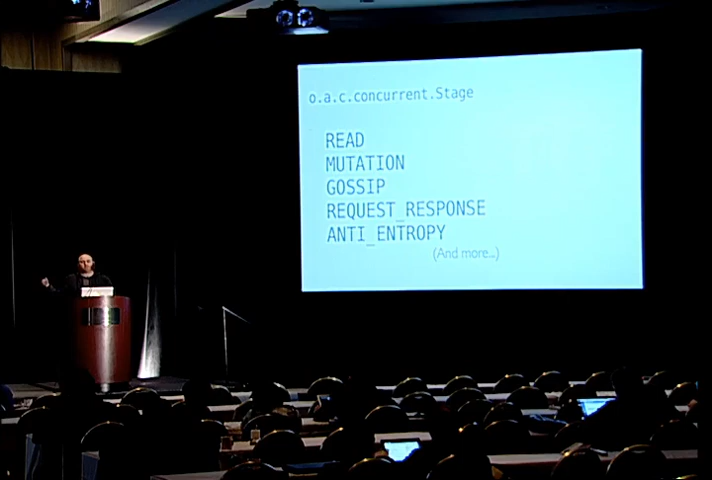 o.a.c.concurrent.Stage
READ
MUTATION
GOSSIP
REQUEST_RESPONSE
ANTI_ENTROPY
(And more...)